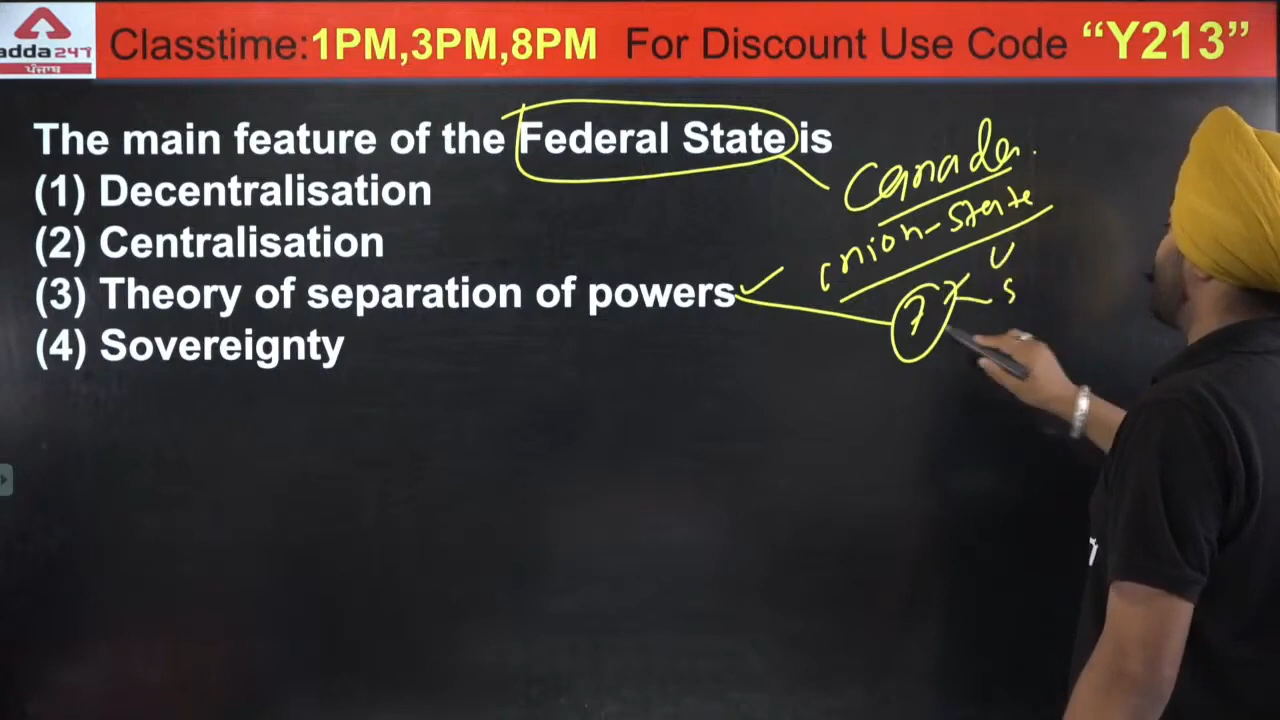 adda247
ਪੰਜਾਬ
Classtime:1PM,3PM,8PM For Discount Use Code “Y213”
The main feature of the Federal State is
(1) Decentralisation
(2) Centralisation
(3) Theory of separation of powers
(4) Sovereignty
Canada.
Union-State
7
U
S